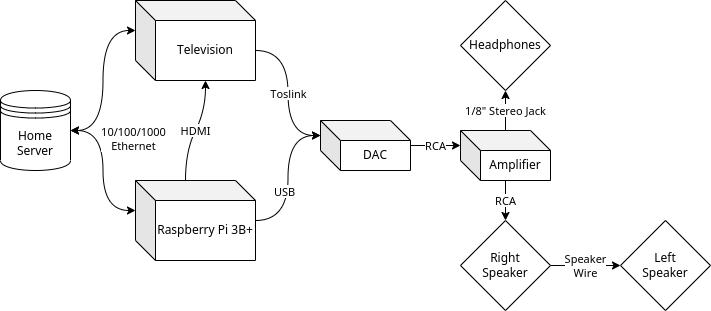 Television
Headphones
Toslink
1/8" Stereo Jack
Home
Server
10/100/1000
Ethernet
HDMI
DAC
RCA
Amplifier
USB
RCA
Raspberry Pi 3B+
Right
Speaker
Speaker
Wire
Left
Speaker